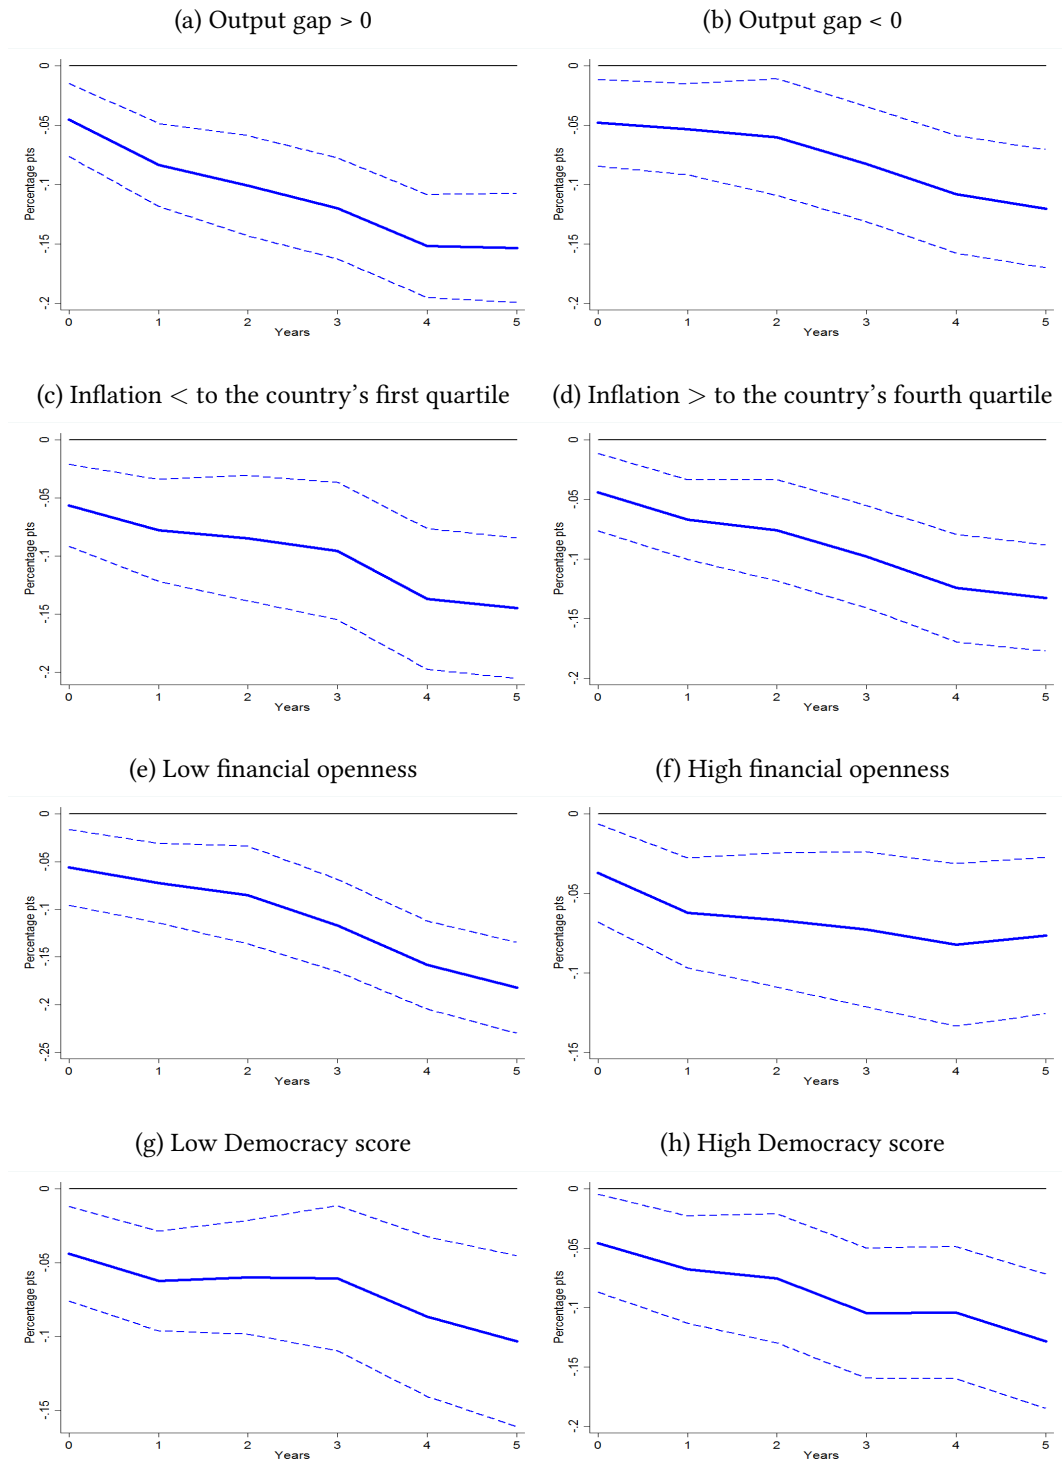 (a) Output gap > 0
(b) Output gap < 0
Percentage pts
0
-.05
-.1
-.15
-.2
0 1 2 3 4 5
Years
Percentage pts
0
-.05
-.1
-.15
-.2
0 1 2 3 4 5
Years
(c) Inflation < to the country's first quartile
(d) Inflation > to the country's fourth quartile
Percentage pts
0
-.05
-.1
-.15
-.2
0 1 2 3 4 5
Years
Percentage pts
0
-.05
-.1
-.15
-.2
0 1 2 3 4 5
Years
(e) Low financial openness
(f) High financial openness
Percentage pts
0
-.05
-.1
-.15
-.2
-.25
0 1 2 3 4 5
Years
Percentage pts
0
-.05
-.1
-.15
0 1 2 3 4 5
Years
(g) Low Democracy score
(h) High Democracy score
Percentage pts
0
-.05
-.1
-.15
0 1 2 3 4 5
Years
Percentage pts
0
-.05
-.1
-.15
-.2
0 1 2 3 4 5
Years